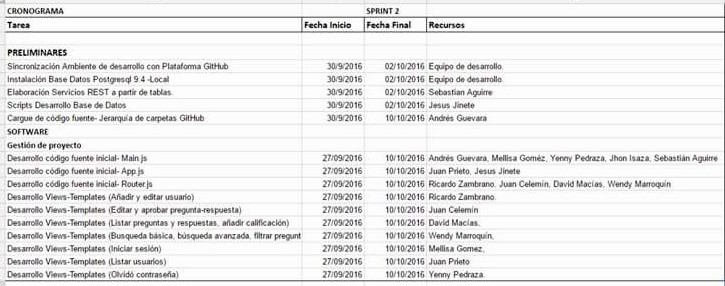 CRONOGRAMA SPRINT 2
Tarea Fecha Inicio Fecha Final Recursos
PRELIMINARES
Sincronización Ambiente de desarrollo con Plataforma GitHub 30/9/2016 02/10/2016 Equipo de desarrollo.
Instalación Base Datos Postgresql 9.4 -Local 30/9/2016 02/10/2016 Equipo de desarrollo
Elaboración Servicios REST a partir de tablas. 30/9/2016 02/10/2016 Sebastian Aguirre
Scripts Desarrollo Base de Datos 30/9/2016 02/10/2016 Jesus Jinete
Cargue de código fuente- Jerarquía de carpetas GitHub 30/9/2016 10/10/2016 Andrés Guevara
SOFTWARE
Gestión de proyecto
Desarrollo código fuente inicial- Main.js 27/09/2016 10/10/2016 Andrés Guevara, Mellisa Goméz, Yenny Pedraza, Jhon Isaza, Sebastián Aguirre
Desarrollo código fuente inicial- App.js 27/09/2016 10/10/2016 Juan Prieto, Jesus Jinete
Desarrollo código fuente inicial- Router.js 27/09/2016 10/10/2016 Ricardo Zambrano, Juan Celemín, David Macías, Wendy Marroquín
Desarrollo Views-Templates (Añadir y editar usuario) 27/09/2016 10/10/2016 Ricardo Zambrano.
Desarrollo Views-Templates (Editar y aprobar pregunta-respuesta) 27/09/2016 10/10/2016 Juan Celemín
Desarrollo Views-Templates (Listar preguntas y respuestas, añadir calificación) 27/09/2016 10/10/2016 David Macías,
Desarrollo Views-Templates (Busqueda básica, búsqueda avanzada, filtrar pregunt 27/09/2016 10/10/2016 Wendy Marroquín,
Desarrollo Views-Templates (Iniciar sesión) 27/09/2016 10/10/2016 Mellisa Gomez,
Desarrollo Views-Templates (Listar usuarios) 27/09/2016 10/10/2016 Juan Prieto
Desarrollo Views-Templates (Olvidó contraseña) 27/09/2016 10/10/2016 Yenny Pedraza.